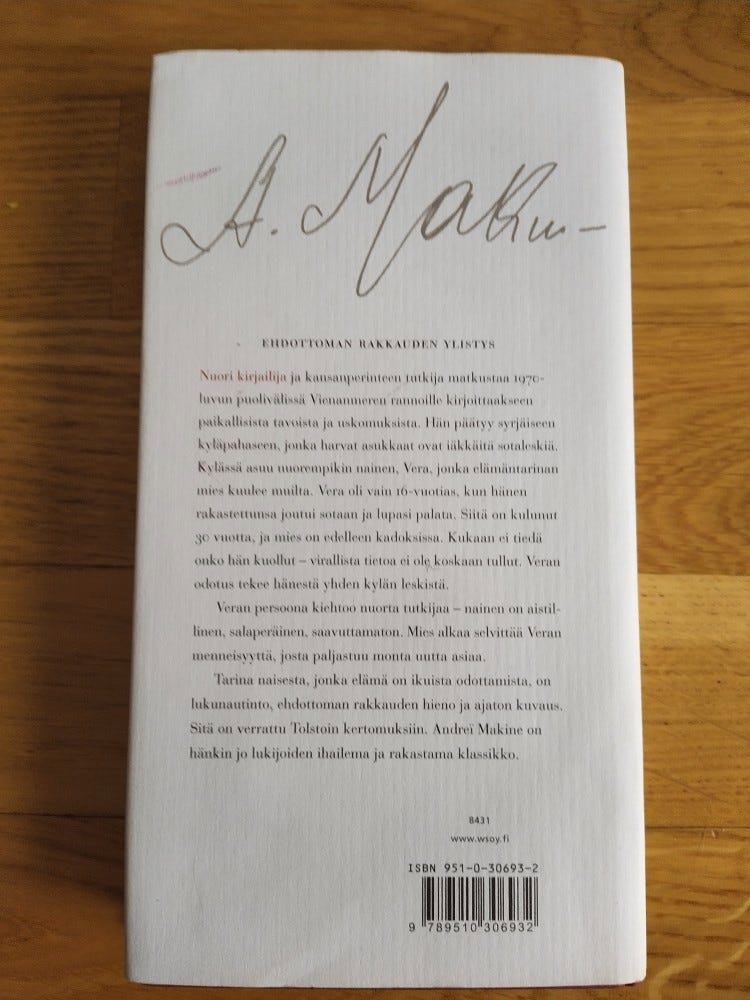 A. Makin
EHDOTTOMAN RAKKAUDEN YLISTYS
Nuori kirjailija ja kansanperinteen tutkija matkustaa 1970-
luvun puolivälissä Vienanmeren rannoille kirjoittaakseen
paikallisista tavoista ja uskomuksista. Hän päätyy syrjäiseen
kyläpahaseen, jonka harvat asukkaat ovat iäkkäitä sotaleskiä.
Kylässä asuu nuorempikin nainen, Vera, jonka elämäntarinan
mies kuulee muilta. Vera oli vain 16-vuotias, kun hänen
rakastettunsa joutui sotaan ja lupasi palata. Siitä on kulunut
30 vuotta, ja mies on edelleen kadoksissa. Kukaan ei tiedä
onko hän kuollut – virallista tietoa ei ole koskaan tullut. Veran
odotus tekee hänestä yhden kylän leskistä.
Veran persoona kiehtoo nuorta tutkijaa – nainen on aistil-
linen, salaperäinen, saavuttamaton. Mies alkaa selvittää Veran
menneisyyttä, josta paljastuu monta uutta asiaa.
Tarina naisesta, jonka elämä on ikuista odottamista, on
lukunautinto, ehdottoman rakkauden hieno ja ajaton kuvaus.
Sitä on verrattu Tolstoin kertomuksiin. Andreï Makine on
hänkin jo lukijoiden ihailema ja rakastama klassikko.
8431
www.wsoy.fi
ISBN 951-0-30693-2
9 789510 306932